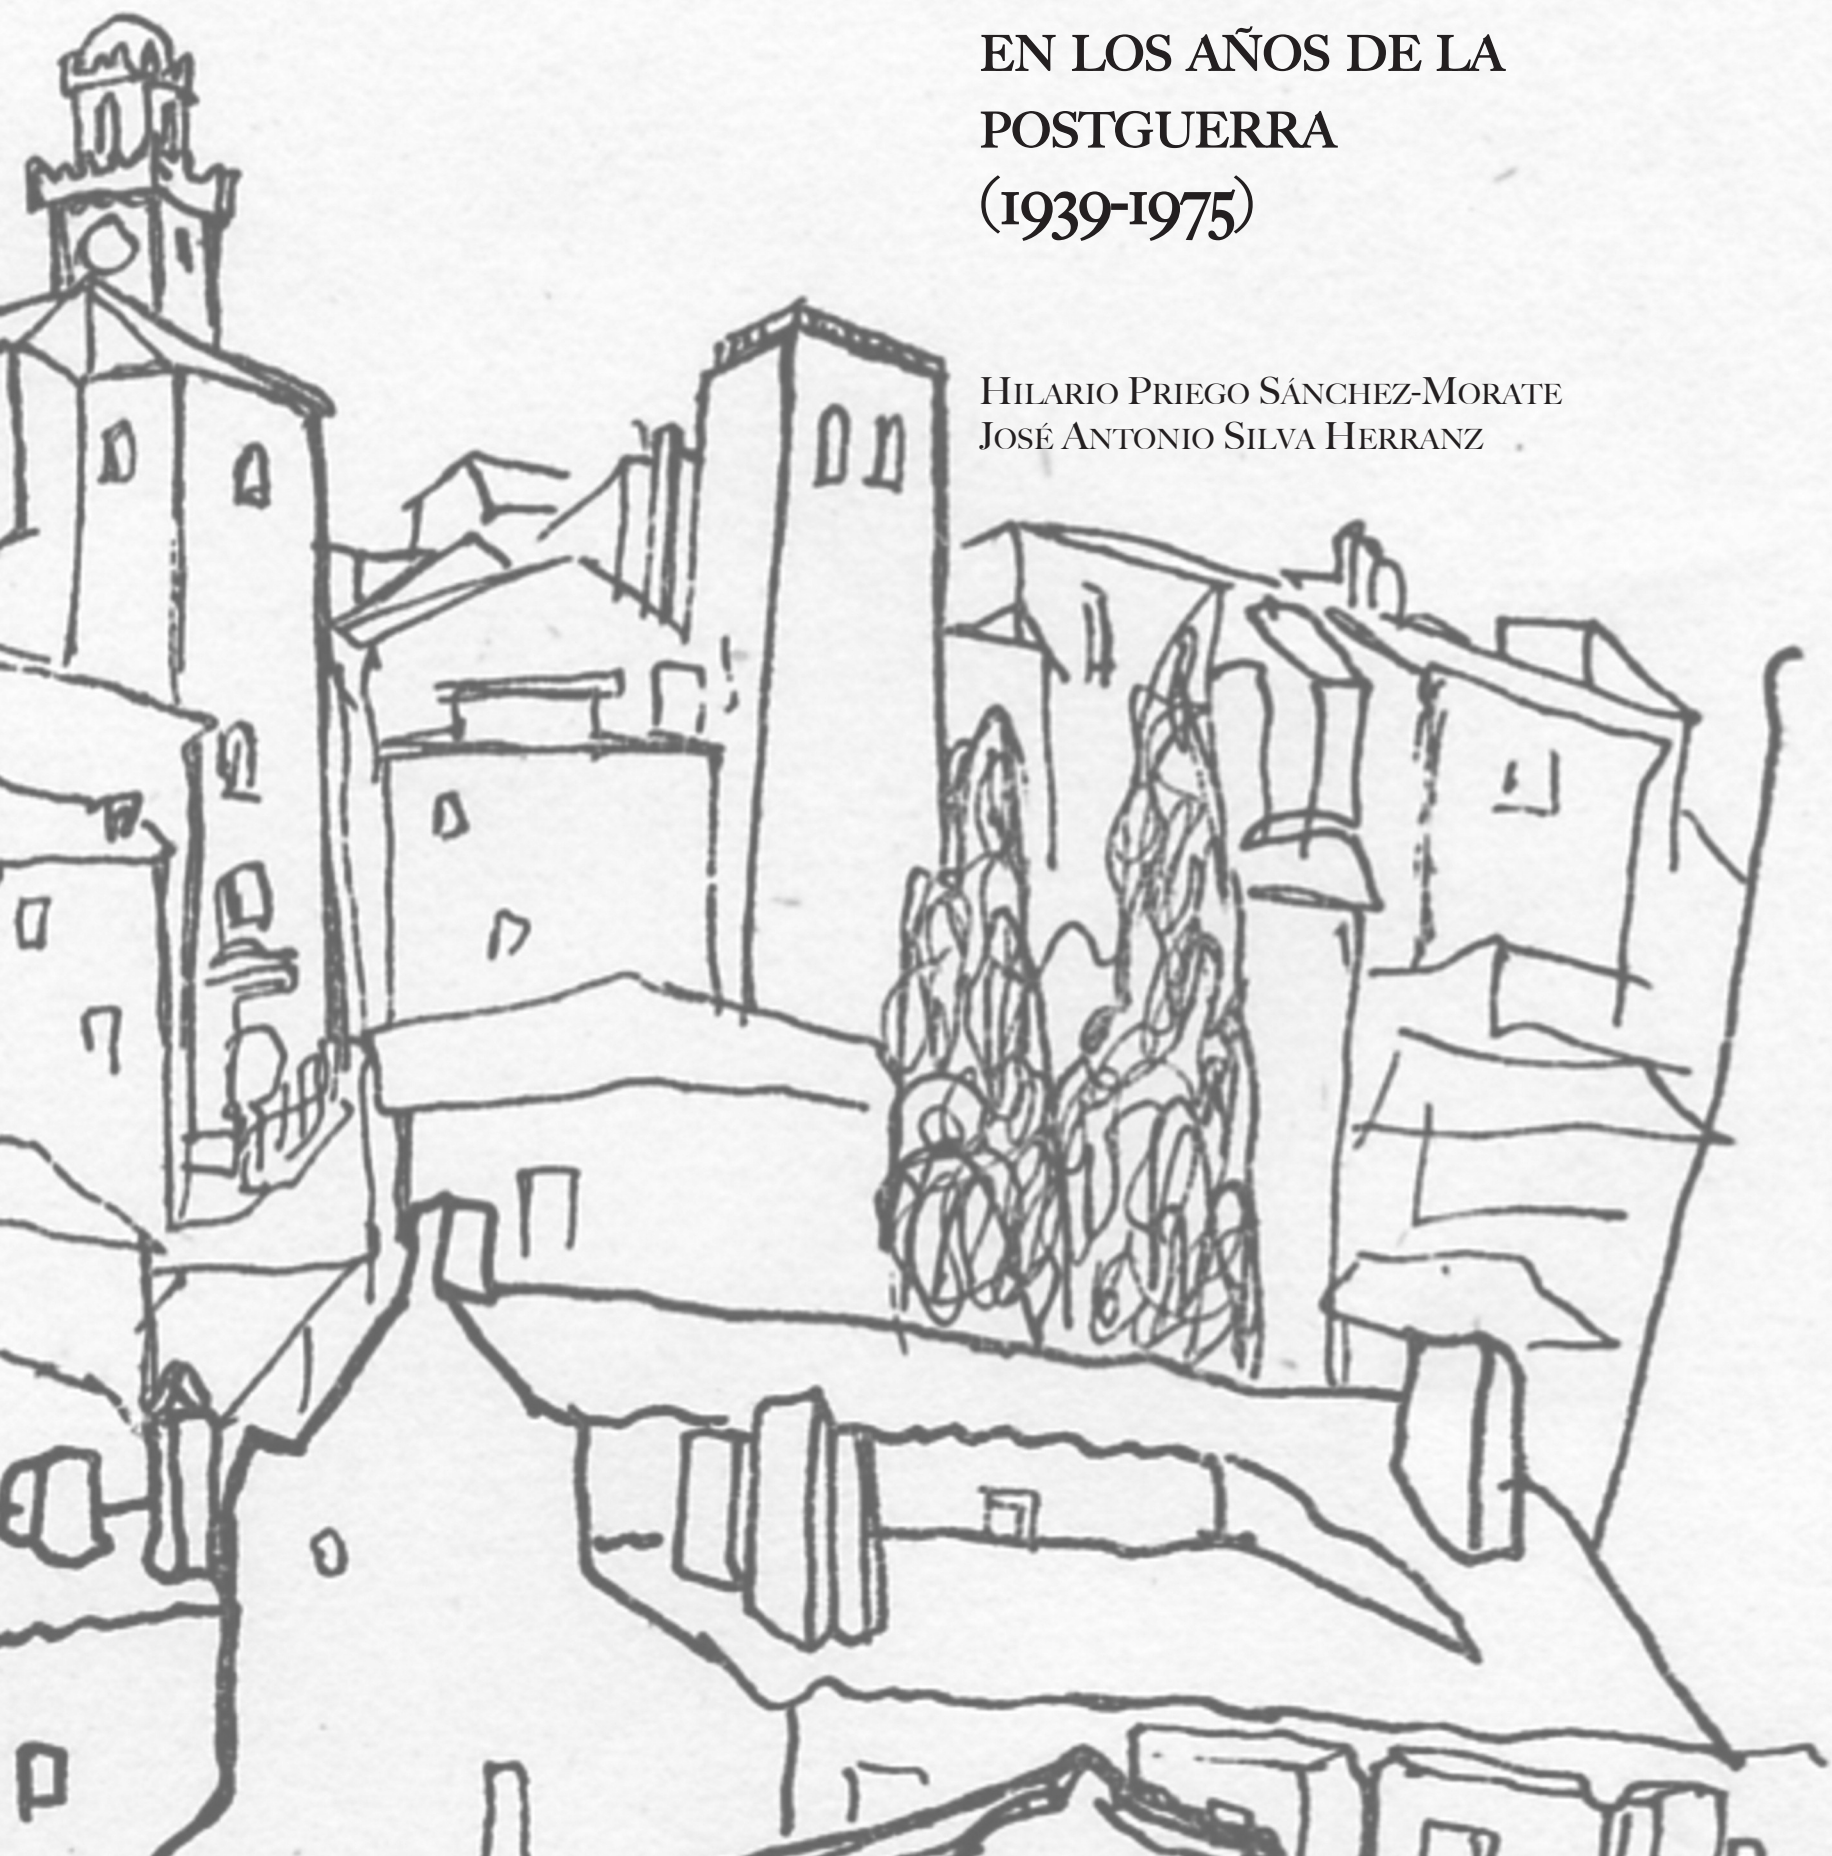 EN LOS AÑOS DE LA
POSTGUERRA
(1939-1975)
HILARIO PRIEGO SÁNCHEZ-MORATE
JOSÉ ANTONIO SILVA HERRANZ